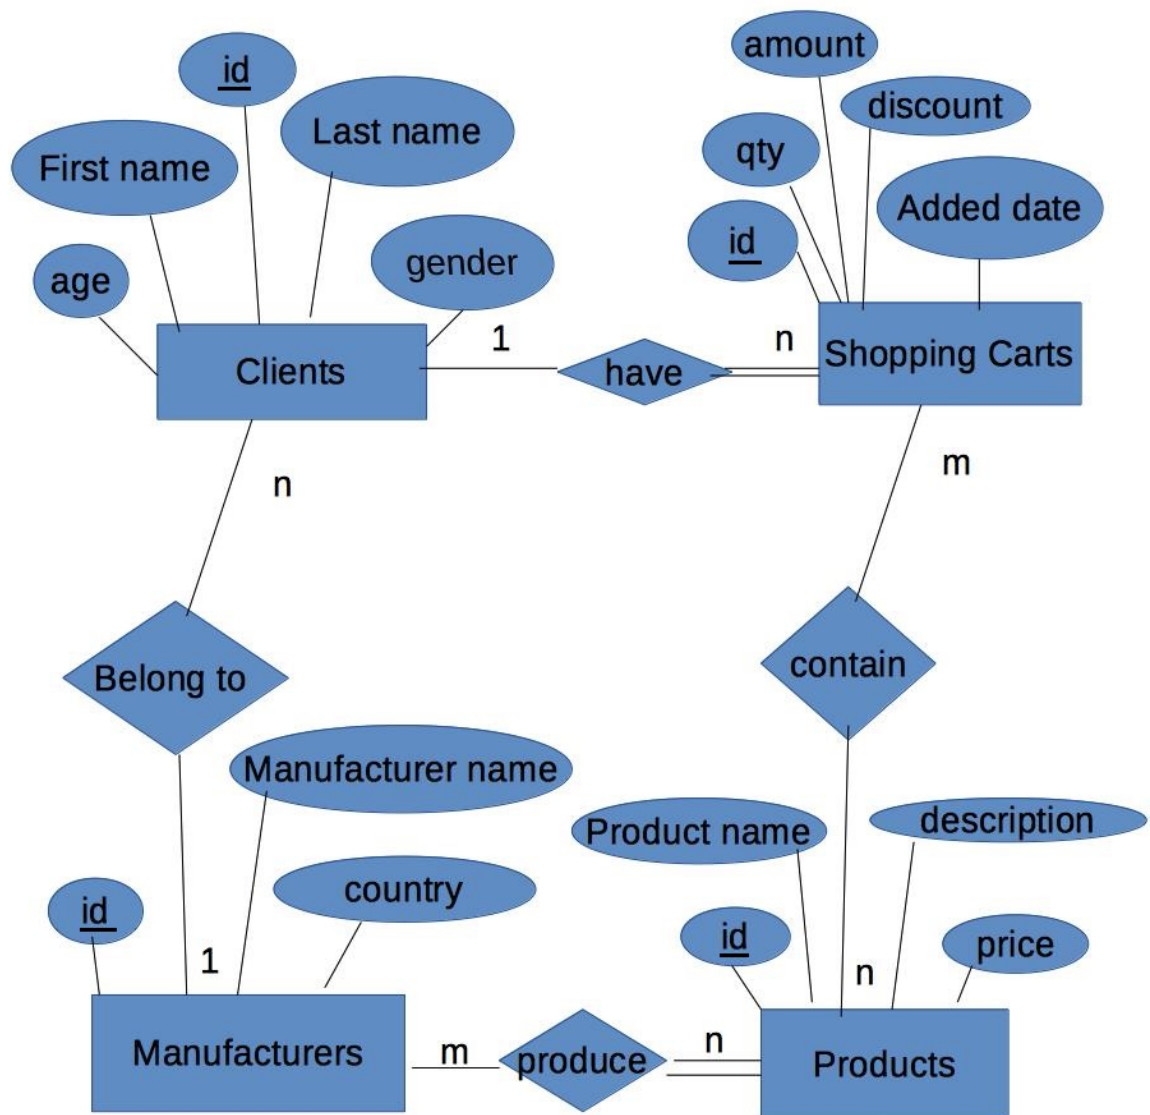 amount
id
discount
Last name
qty
First name
Added date
id
gender
age
1
n
Shopping Carts
Clients
have
m
n
contain
Belong to
Manufacturer name
description
Product name
country
id
id
price
1
n
m
n
Manufacturers
produce
Products